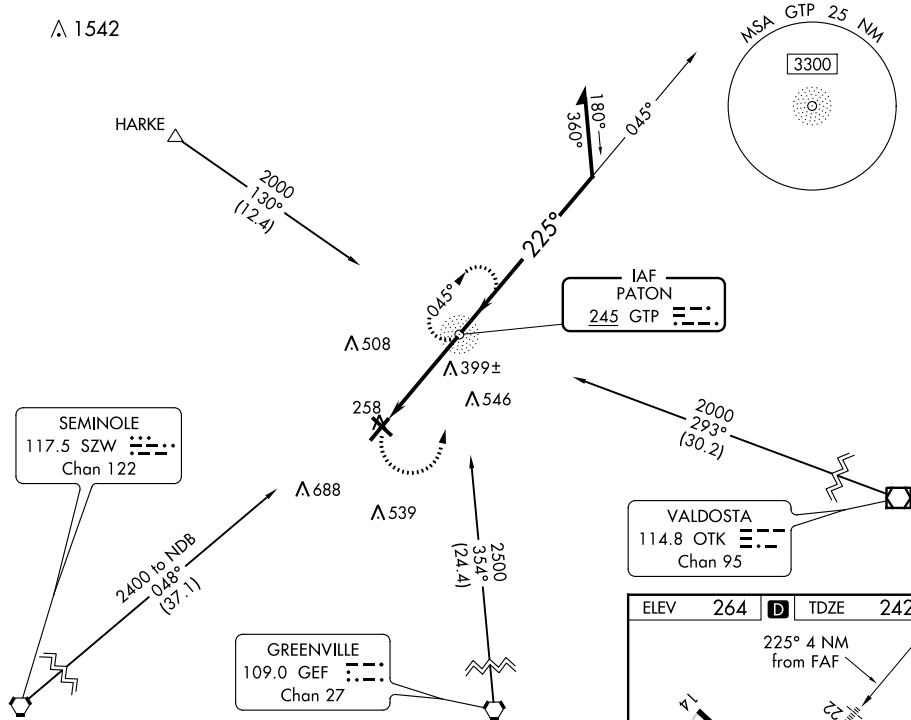 1542
MSA GTP 25 NM
3300
HARKE
2000
130°
(12.4)
180°
360°
045°
225°
045°
IAF
PATON
245 GTP
508
399±
546
258
SEMINOLE
117.5 SZW
Chan 122
688
539
2000
293°
(30.2)
VALDOSTA
114.8 OTK
Chan 95
2400 to NDB
048°
(37.1)
2500
354°
(24.4)
GREENVILLE
109.0 GEF
Chan 27
ELEV 264 D TDZE 242
225° 4 NM
from FAF
14
22